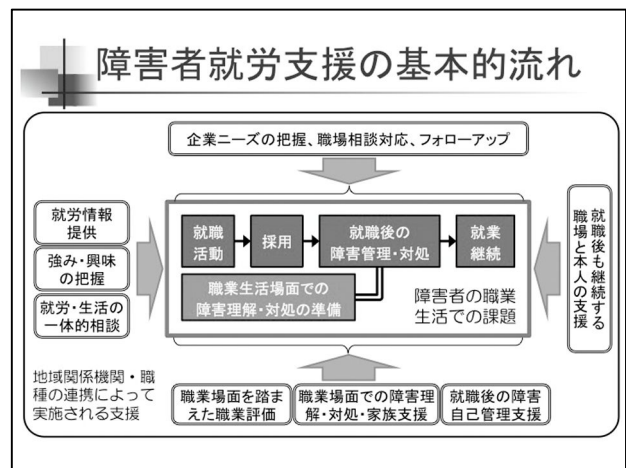 障害者就労支援の基本的流れ
企業ニーズの把握、職場相談対応、フォローアップ
就労情報
提供
強み・興味
の把握
就労・生活の
一体的相談
就職
活動
採用
就職後の
障害管理・対処
就業
継続
職業生活場面での
障害理解・対処の準備
障害者の職業
生活での課題
就職後も継続する
職場と本人の支援
地域関係機関・職
種の連携によって
実施される支援
職業場面を踏ま
えた職業評価
職業場面での障害理
解・対処・家族支援
就職後の障害
自己管理支援